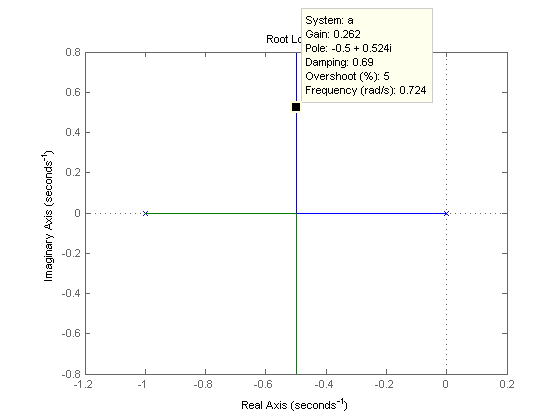 System: a
Gain: 0.262
Pole: -0.5 + 0.524i
Damping: 0.69
Overshoot (%): 5
Frequency (rad/s): 0.724
Root
0.8
0.6
0.4
0.2
0
-0.2
-0.4
-0.6
-0.8
Imaginary Axis (seconds⁻¹)
-1.2 -1 -0.8 -0.6 -0.4 -0.2 0 0.2
Real Axis (seconds⁻¹)